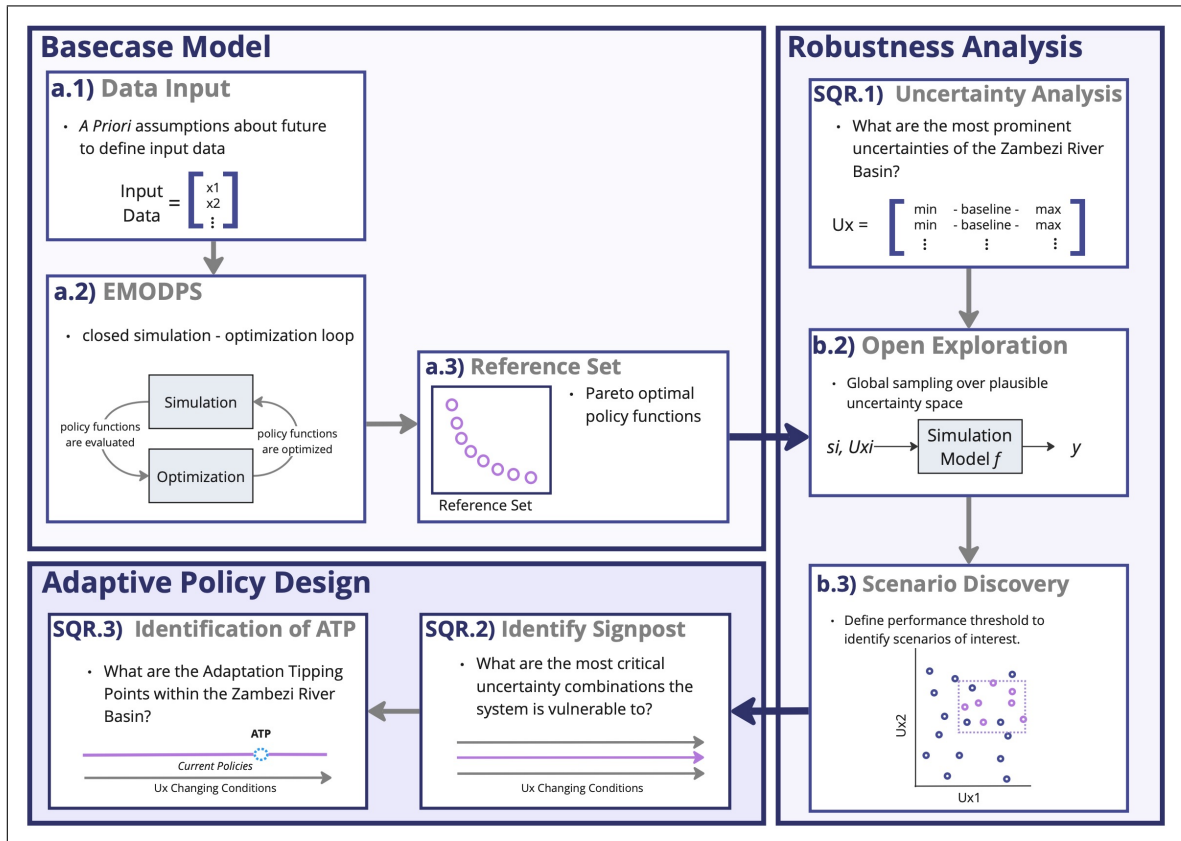 Basecase Model
a.1) Data Input
• A Priori assumptions about future
to define input data
Input
Data
=
x1
x2
⋮
a.2) EMODPS
• closed simulation - optimization loop
Simulation
policy functions
are evaluated
policy functions
are optimized
Optimization
a.3) Reference Set
• Pareto optimal
policy functions
Reference Set
Robustness Analysis
SQR.1) Uncertainty Analysis
• What are the most prominent
uncertainties of the Zambezi River
Basin?
Ux =
min - baseline - max
min - baseline - max
⋮ ⋮ ⋮
b.2) Open Exploration
• Global sampling over plausible
uncertainty space
si, Uxi
Simulation
Model f
y
b.3) Scenario Discovery
• Define performance threshold to
identify scenarios of interest.
Ux2
Ux1
Adaptive Policy Design
SQR.3) Identification of ATP
• What are the Adaptation Tipping
Points within the Zambezi River
Basin?
ATP
Current Policies
Ux Changing Conditions
SQR.2) Identify Signpost
• What are the most critical
uncertainty combinations the
system is vulnerable to?
Ux Changing Conditions